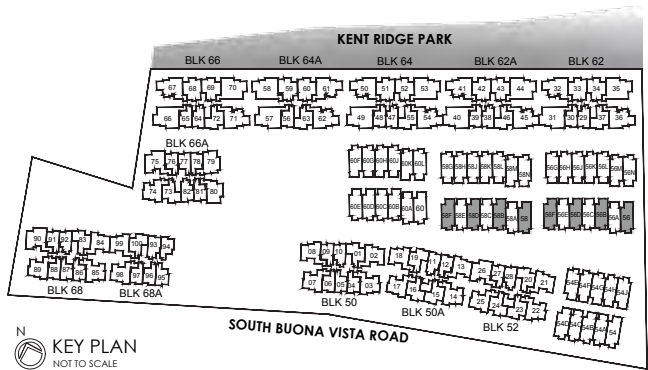 KENT RIDGE PARK
BLK 66 BLK 64A BLK 64 BLK 62A BLK 62
67 68 69 70 58 59 60 61 50 51 52 53 41 42 43 44 32 33 34 35
66 65 64 72 71 57 56 63 62 49 48 47 55 54 40 39 38 46 45 31 30 29 37 36
BLK 66A
75 76 77 78 79
74 73 82 81 80
60F 60G 60H 60J 60K 60L
58G 58H 58J 58K 58L 58M 58N
56G 56H 56J 56K 56L 56M 56N
60E 60D 60C 60B 60A 60
58F 58E 58D 58C 58B 58A 58
56F 56E 56D 56C 56B 56A 56
90 91 92 83 84 99 100 93 94
89 88 87 86 85 98 97 96 95
BLK 68 BLK 68A
08 09 10 01 02
07 06 05 04 03
BLK 50
18 19 11 12 13
17 16 15 14
BLK 50A
26 27 28 20 21
25 24 23 22
BLK 52
54E 54F 54G 54H 54J
54D 54C 54B 54A 54
SOUTH BUONA VISTA ROAD
N
KEY PLAN
NOT TO SCALE